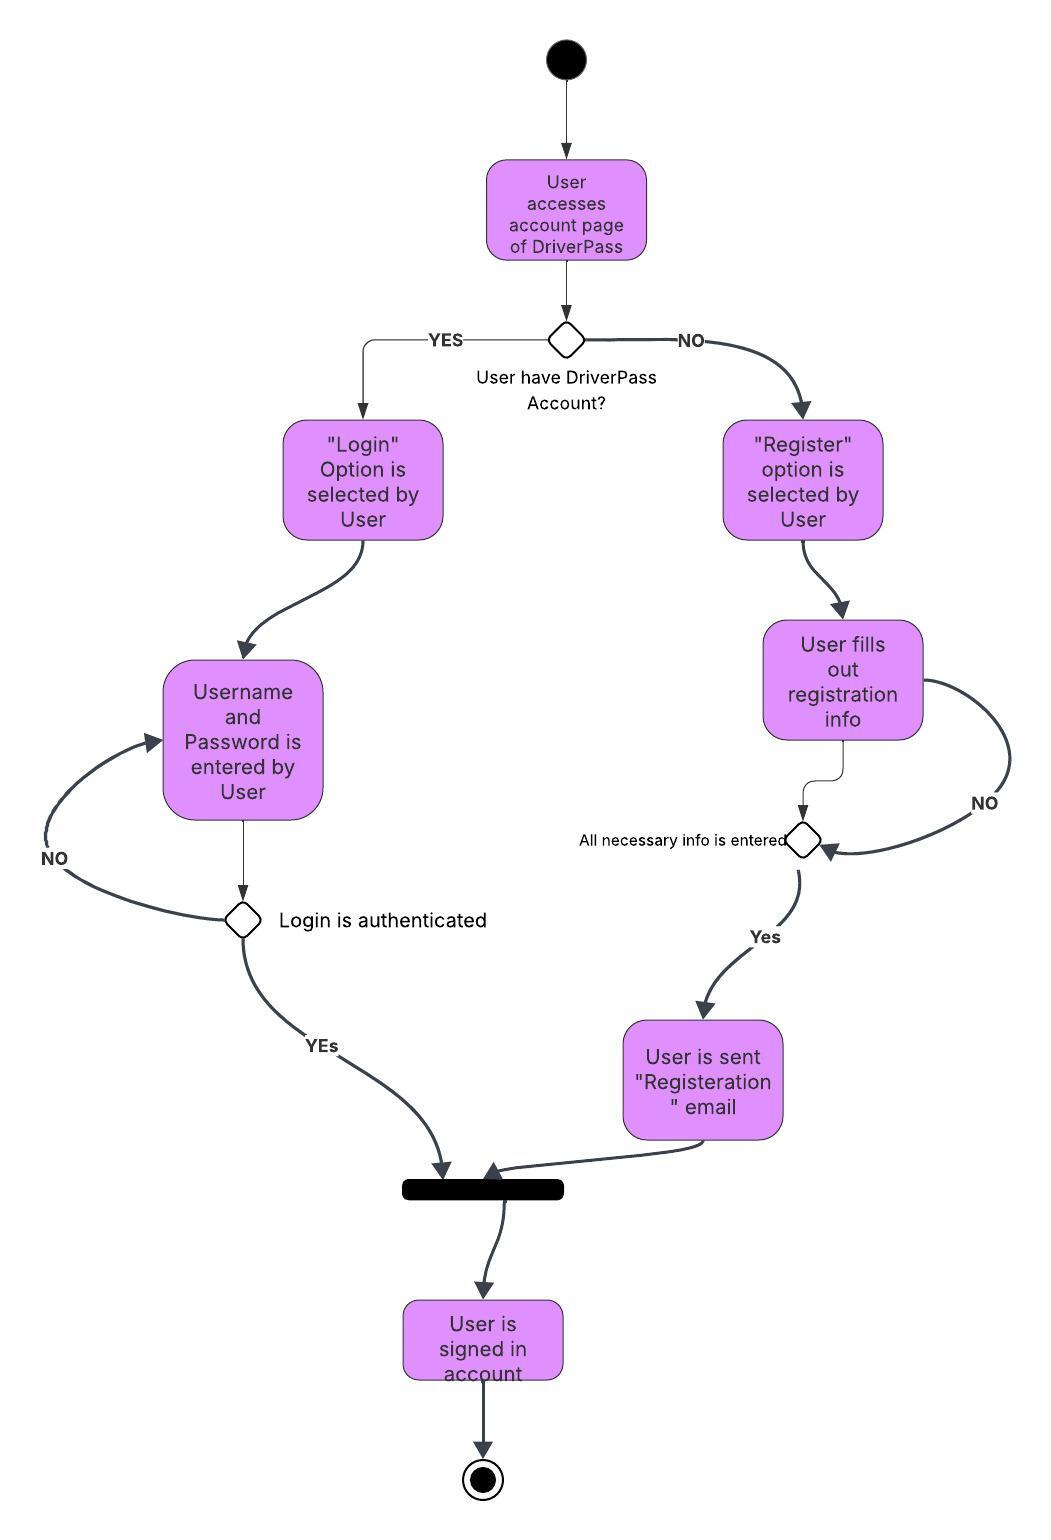 User
accesses
account page
of DriverPass
YES
NO
User have DriverPass
Account?
"Login"
Option is
selected by
User
"Register"
option is
selected by
User
User fills
out
registration
info
Username
and
Password is
entered by
User
NO
All necessary info is entered
NO
Login is authenticated
Yes
YEs
User is sent
"Registeration
" email
User is
signed in
account